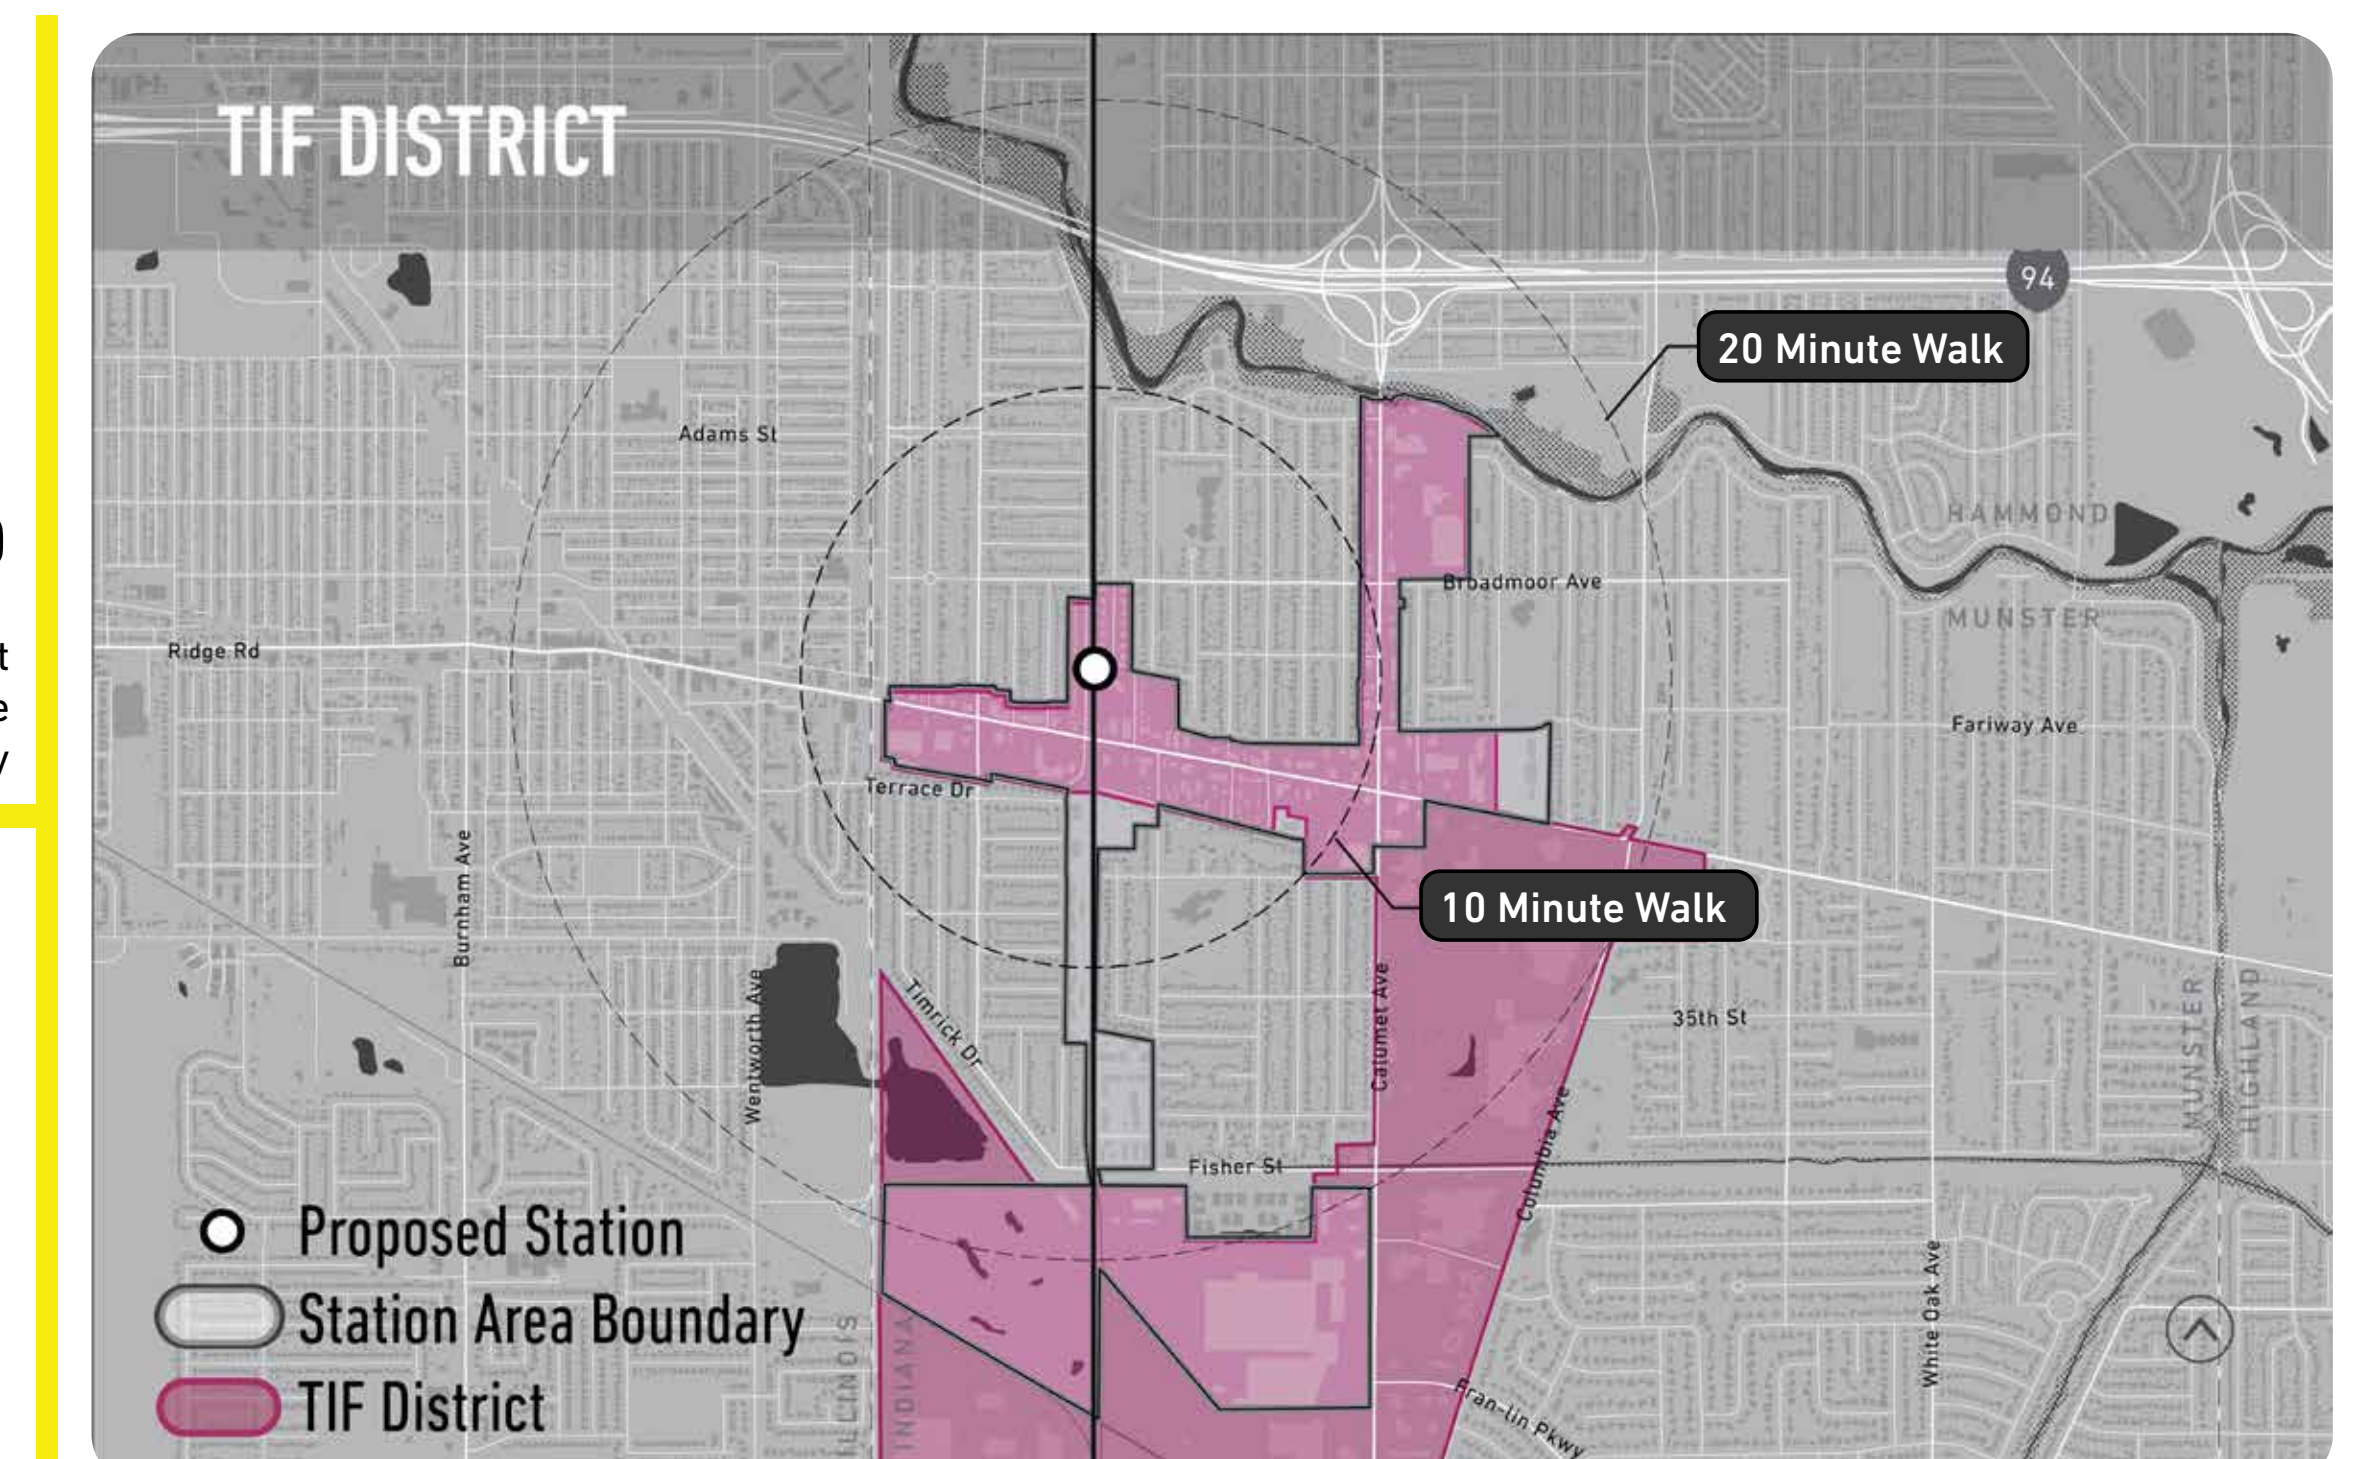 TIF DISTRICT
94
20 Minute Walk
Adams St
HAMMOND
Broadmoor Ave
MUNSTER
Ridge Rd
t
e
y
Fariway Ave
Terrace Dr
Burnham Ave
10 Minute Walk
Wentworth Ave
Timrick Dr
Calumet Ave
35th St
MUNSTER
HIGHLAND
Columbia Ave
Fisher St
Proposed Station
Station Area Boundary
TIF District
ILLINOIS
INDIANA
White Oak Ave
Fran-lin Pkwy